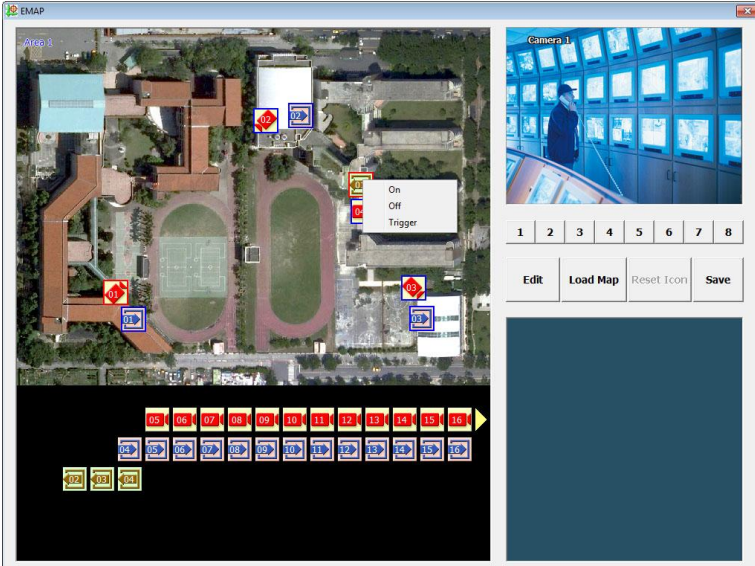 EMAP
Area 1
Camera 1
02
02
01
On
04
Off
Trigger
1 2 3 4 5 6 7 8
Edit Load Map Reset Icon Save
01
03
01
03
05 06 07 08 09 10 11 12 13 14 15 16
04 05 06 07 08 09 10 11 12 13 14 15 16
02 03 04